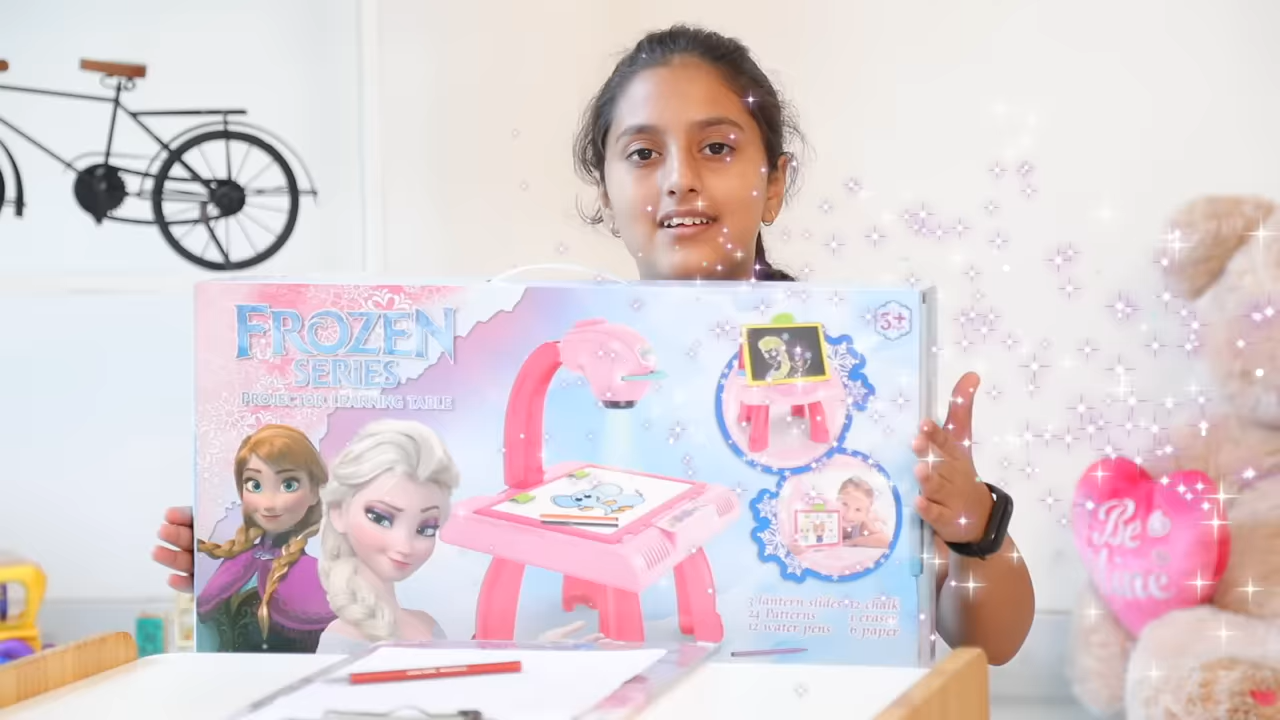 FROZEN
SERIES
PROJECTOR LEARNING TABLE
3+
3 lantern slides 12 chalk
24 Patterns 1 eraser
12 water pens 6 paper
Be
Mine